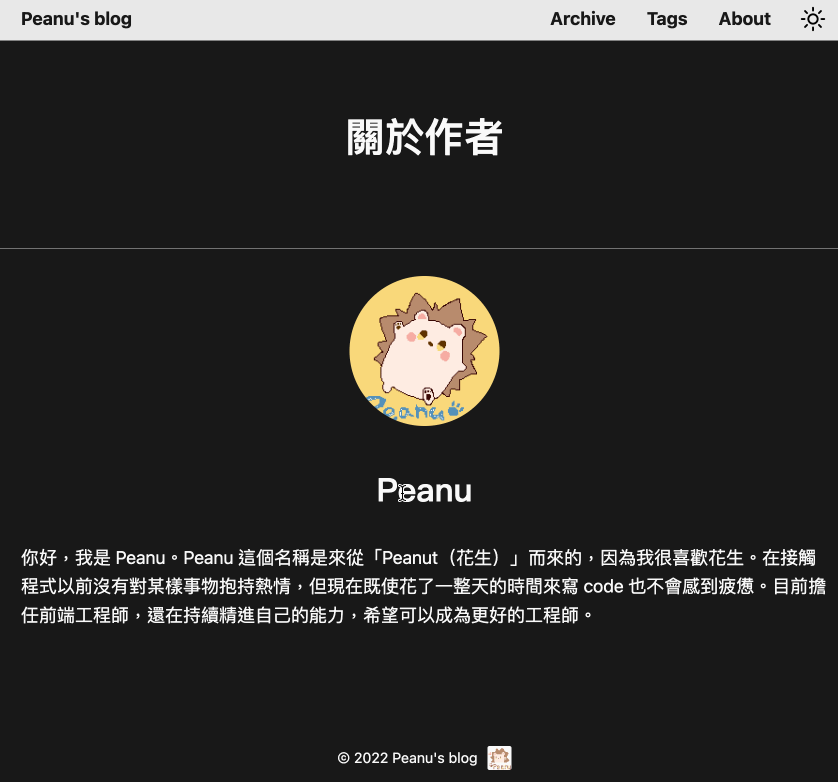 Peanu's blog Archive Tags About
關於作者
Peanu
Peanu
你好，我是 Peanu。Peanu 這個名稱是來從「Peanut（花生）」而來的，因為我很喜歡花生。在接觸
程式以前沒有對某樣事物抱持熱情，但現在既使花了一整天的時間來寫 code 也不會感到疲憊。目前擔
任前端工程師，還在持續精進自己的能力，希望可以成為更好的工程師。
© 2022 Peanu's blog